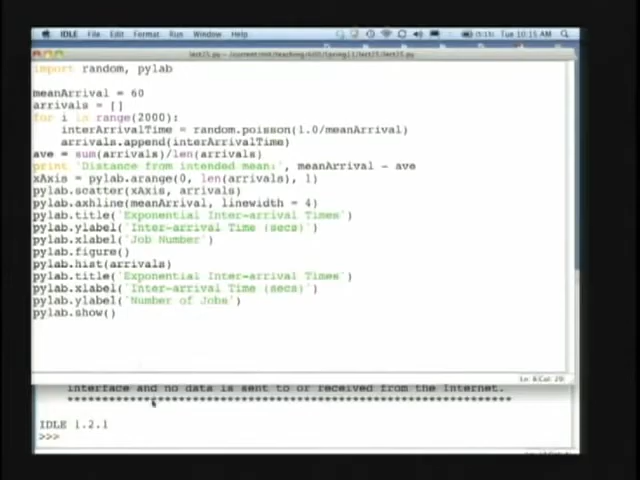 IDLE File Edit Format Run Windows Help Tue 10:15 AM
import random, pylab
meanArrival = 60
arrivals = []
for i in range(2000):
interArrivalTime = random.poisson(1.0/meanArrival)
arrivals.append(interArrivalTime)
ave = sum(arrivals)/len(arrivals)
print 'Distance from intended mean:', meanArrival - ave
xAxis = pylab.arange(0, len(arrivals), 1)
pylab.scatter(xAxis, arrivals)
pylab.axhline(meanArrival, linewidth = 4)
pylab.title('Exponential Inter-arrival Times')
pylab.ylabel('Inter-arrival Time (secs)')
pylab.xlabel('Job Number')
pylab.figure()
pylab.hist(arrivals)
pylab.title('Exponential Inter-arrival Times')
pylab.xlabel('Inter-arrival Time (secs)')
pylab.ylabel('Number of Jobs')
pylab.show()
interface and no data is sent to or received from the Internet.
****************************************************************
IDLE 1.2.1
>>>